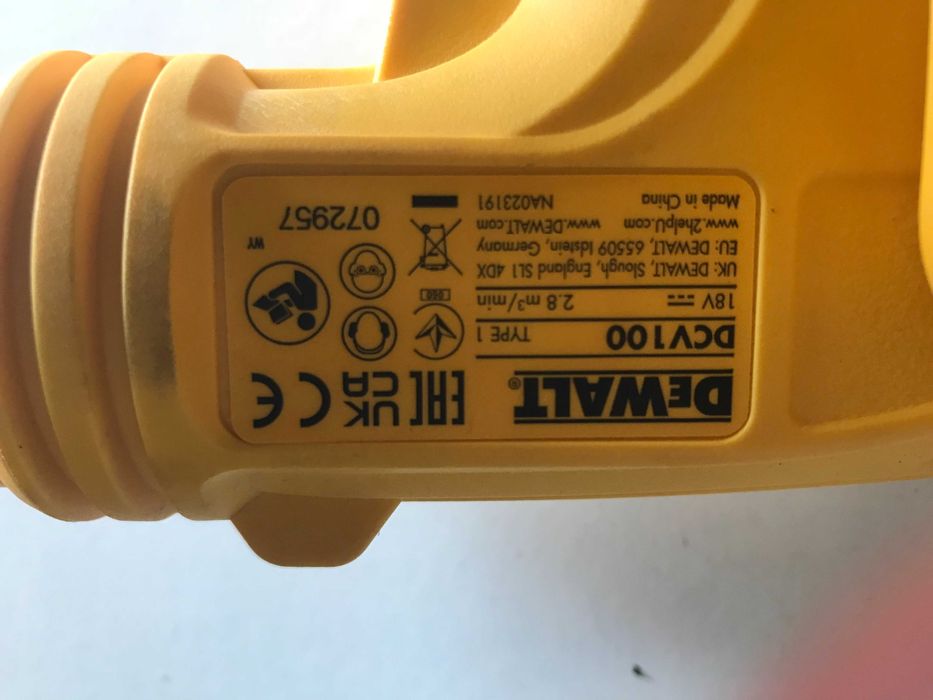 DEWALT®
DCV100 TYPE 1
18V 2.8 m³/min
UK: DEWALT, Slough, England SL1 4DX
EU: DEWALT, 65509 Idstein, Germany
www.2helpU.com www.DEWALT.com
Made in China NA023191
EAC UK CA CE
060
WY
072957